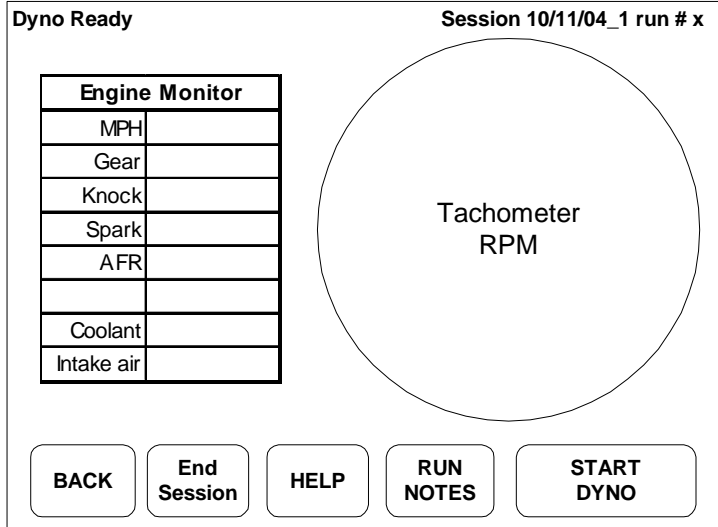 Dyno Ready
Session 10/11/04_1 run # x
Engine Monitor
MPH
Gear
Knock
Spark
AFR
Coolant
Intake air
Tachometer
RPM
BACK
End
Session
HELP
RUN
NOTES
START
DYNO